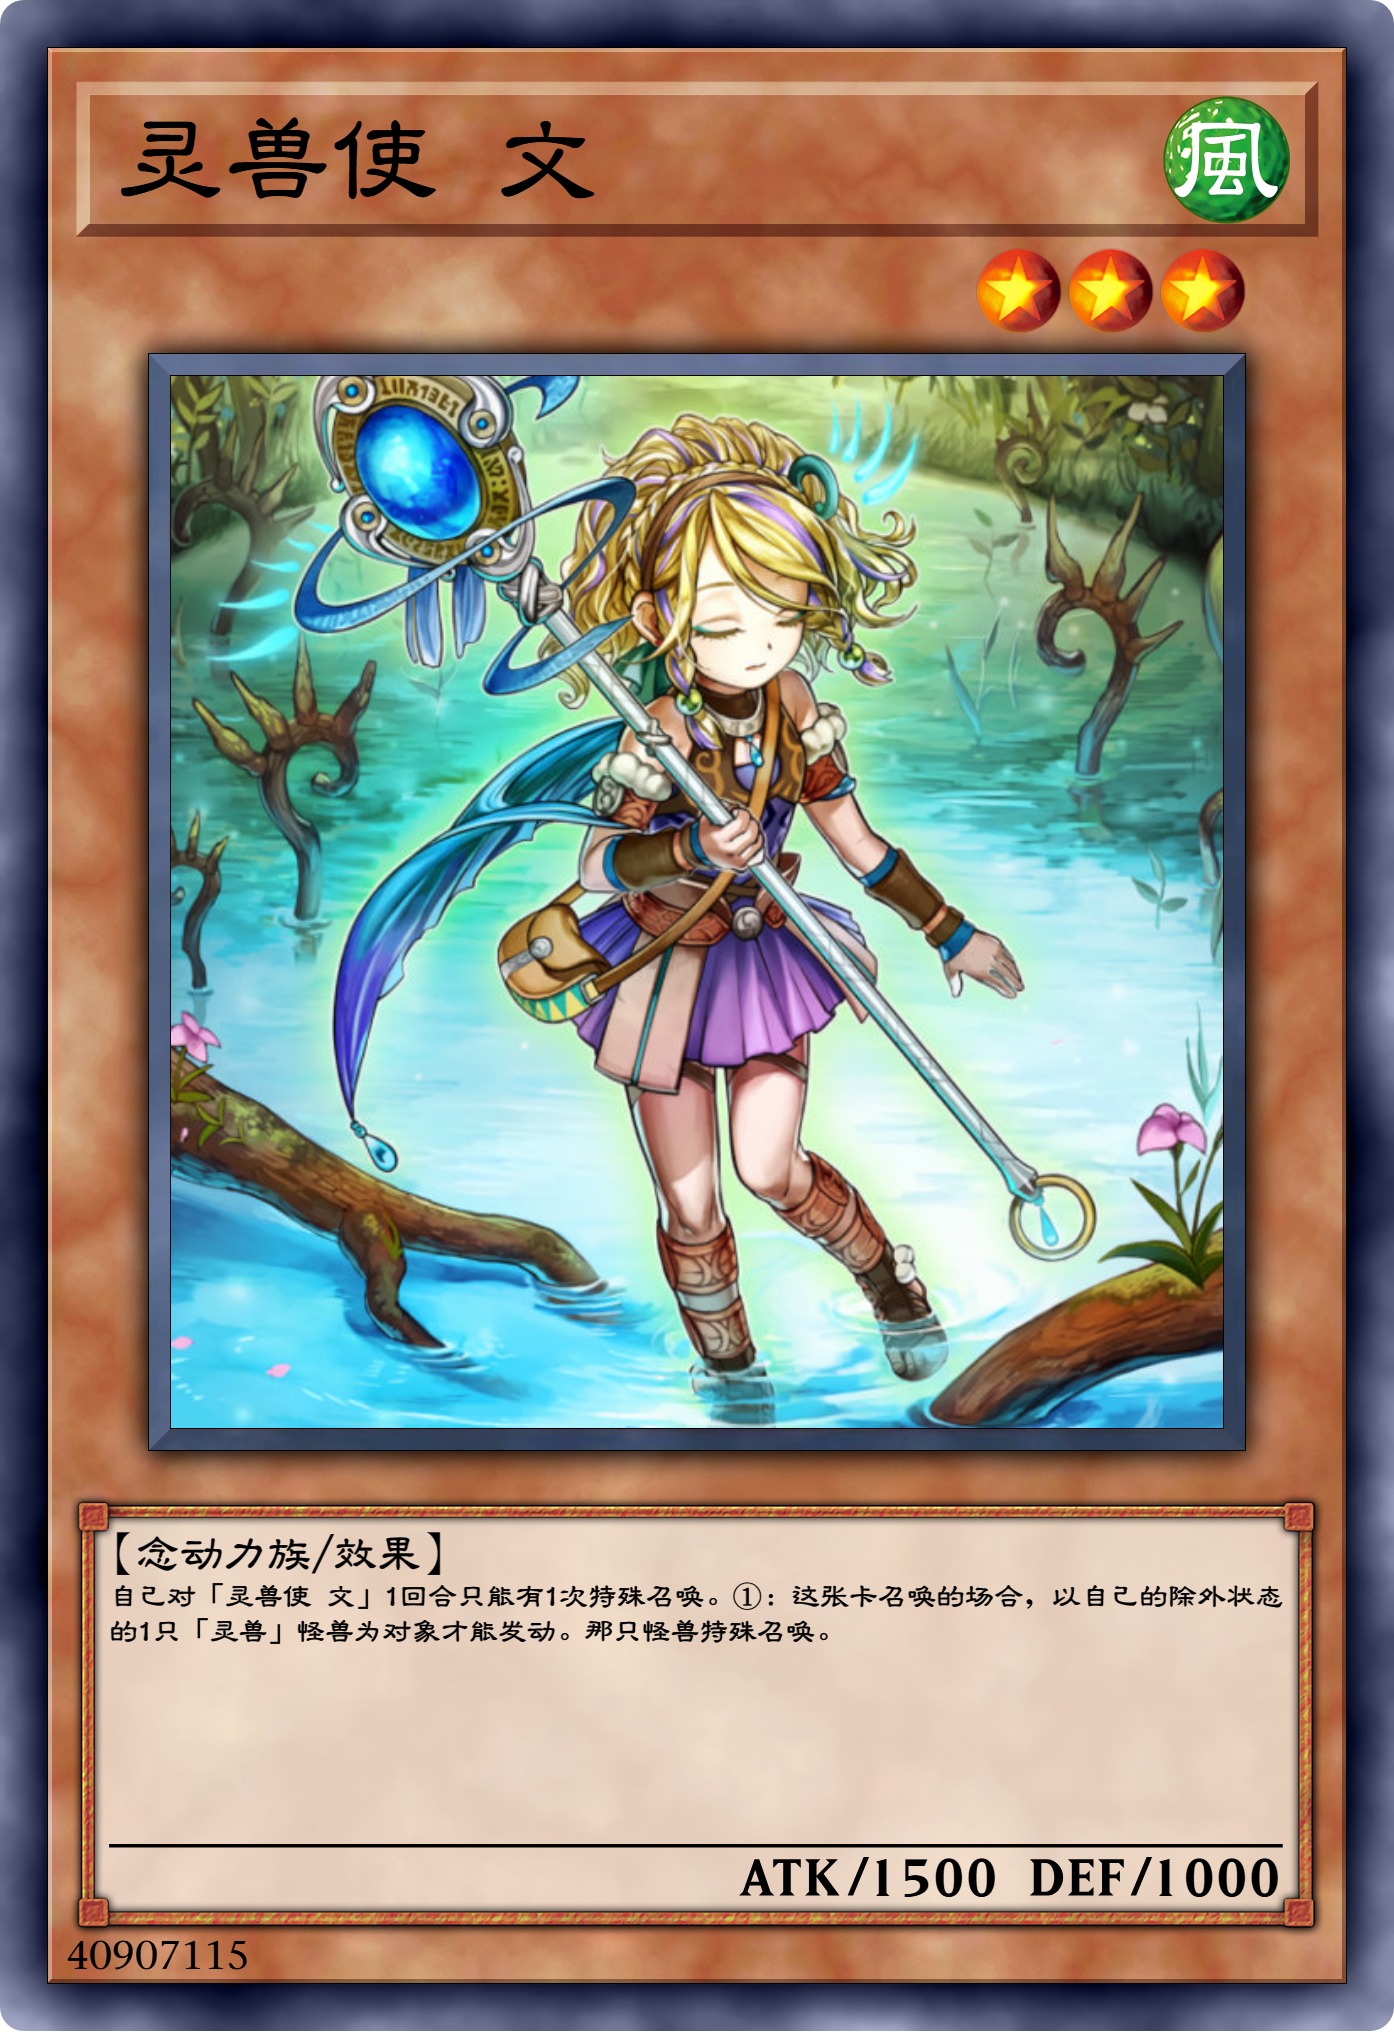 灵兽使 文
風
【念动力族/效果】
自己对「灵兽使 文」1回合只能有1次特殊召唤。①：这张卡召唤的场合，以自己的除外状态
的1只「灵兽」怪兽为对象才能发动。那只怪兽特殊召唤。
ATK/1500 DEF/1000
40907115